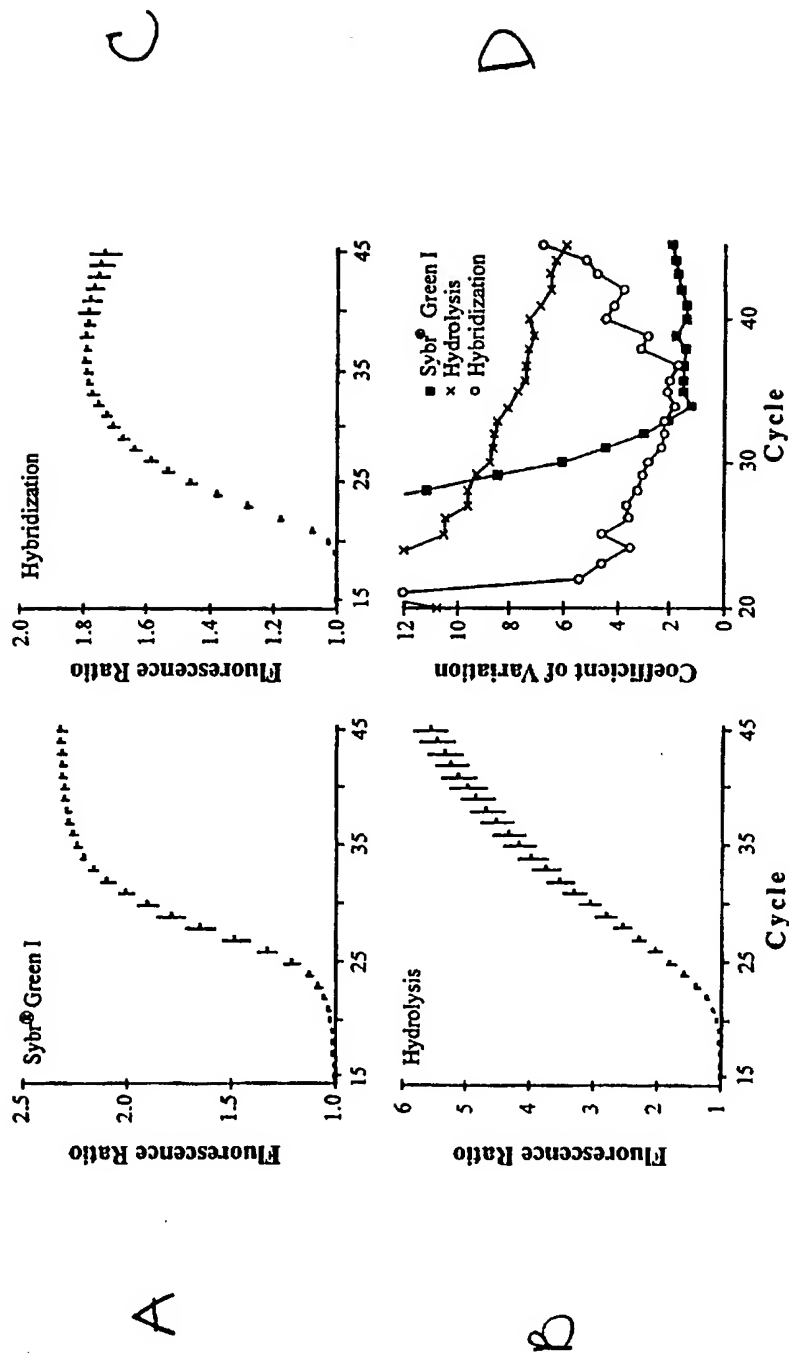 A
Sybr® Green I
Fluorescence Ratio
2.5
2.0
1.5
1.0
15
25
35
45
C
Hybridization
Fluorescence Ratio
2.0
1.8
1.6
1.4
1.2
1.0
15
25
35
45
B
Hydrolysis
Fluorescence Ratio
6
5
4
3
2
1
15
25
35
45
Cycle
D
Sybr® Green I
Hydrolysis
Hybridization
Coefficient of Variation
12
10
8
6
4
2
0
20
30
40
Cycle